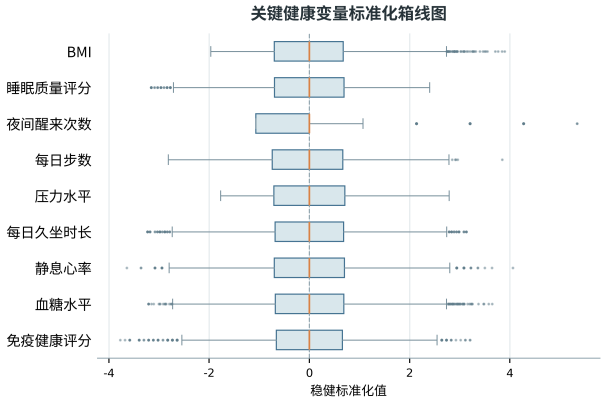 关键健康变量标准化箱线图
BMI
睡眠质量评分
夜间醒来次数
每日步数
压力水平
每日久坐时长
静息心率
血糖水平
免疫健康评分
-4 -2 0 2 4
稳健标准化值